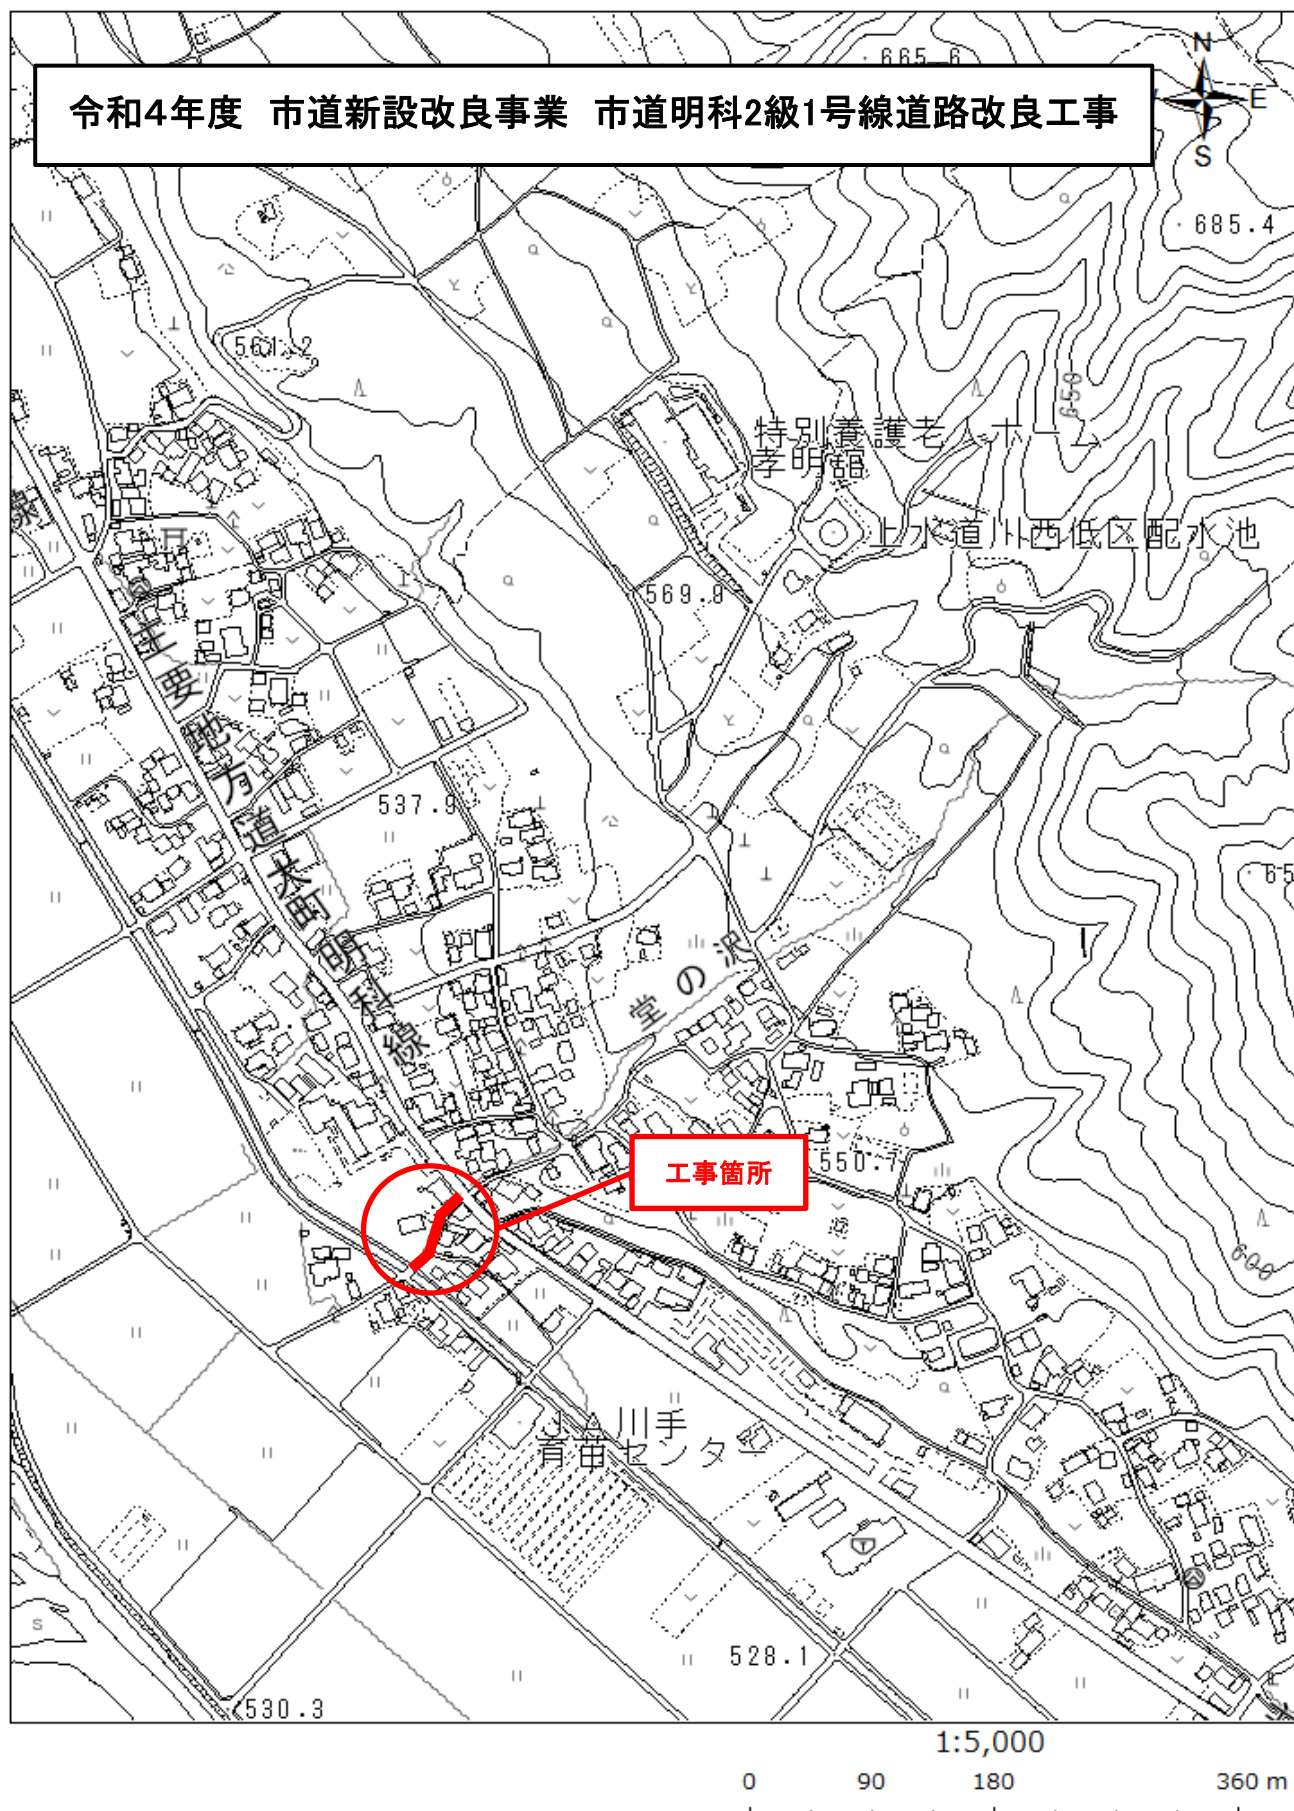 665.6
N
E
S
令和4年度 市道新設改良事業 市道明科2級1号線道路改良工事
685.4
561.2
650
特別養護老人ホーム
孝明館
線
上水道川西低区配水池
569.9
主要地方道大町明科線
537.9
65
堂の沢
工事箇所
550.7
600
JA川手
育苗センター
S
528.1
530.3
1:5,000
0 90 180 360 m